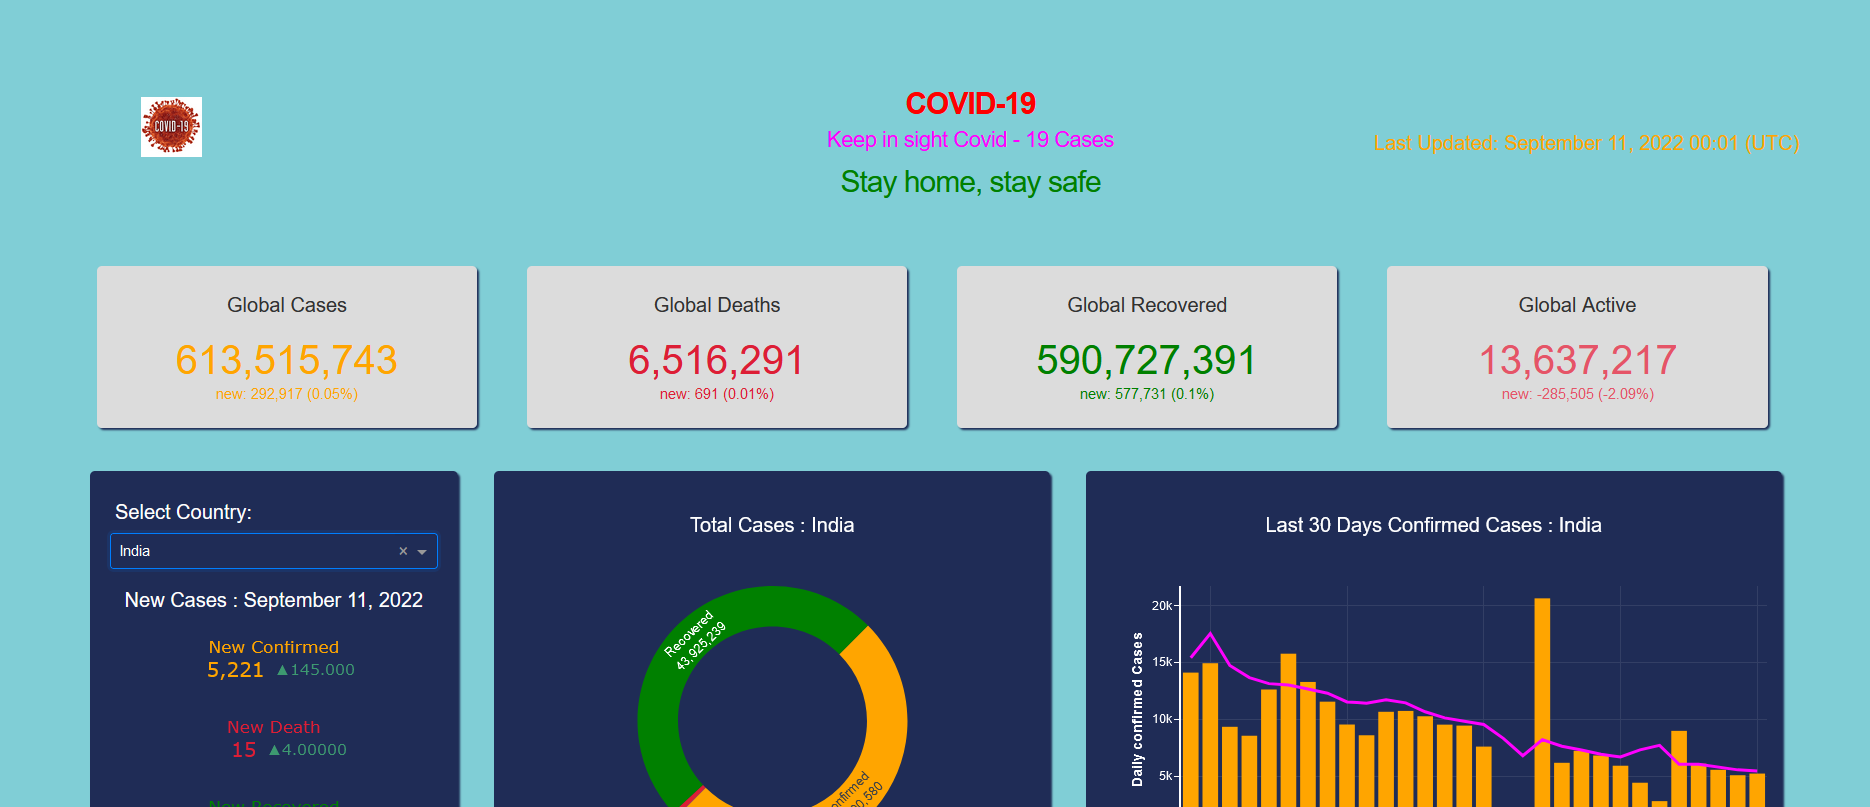 COVID-19
COVID-19
Keep in sight Covid - 19 Cases
Stay home, stay safe
Last Updated: September 11, 2022 00:01 (UTC)
Global Cases
613,515,743
new: 292,917 (0.05%)
Global Deaths
6,516,291
new: 691 (0.01%)
Global Recovered
590,727,391
new: 577,731 (0.1%)
Global Active
13,637,217
new: -285,505 (-2.09%)
Select Country:
India
×
New Cases : September 11, 2022
New Confirmed
5,221 ▲145.000
New Death
15 ▲4.00000
New Recovered
Total Cases : India
Recovered
43,925,239
Last 30 Days Confirmed Cases : India
Daily confirmed Cases
20k
15k
10k
5k